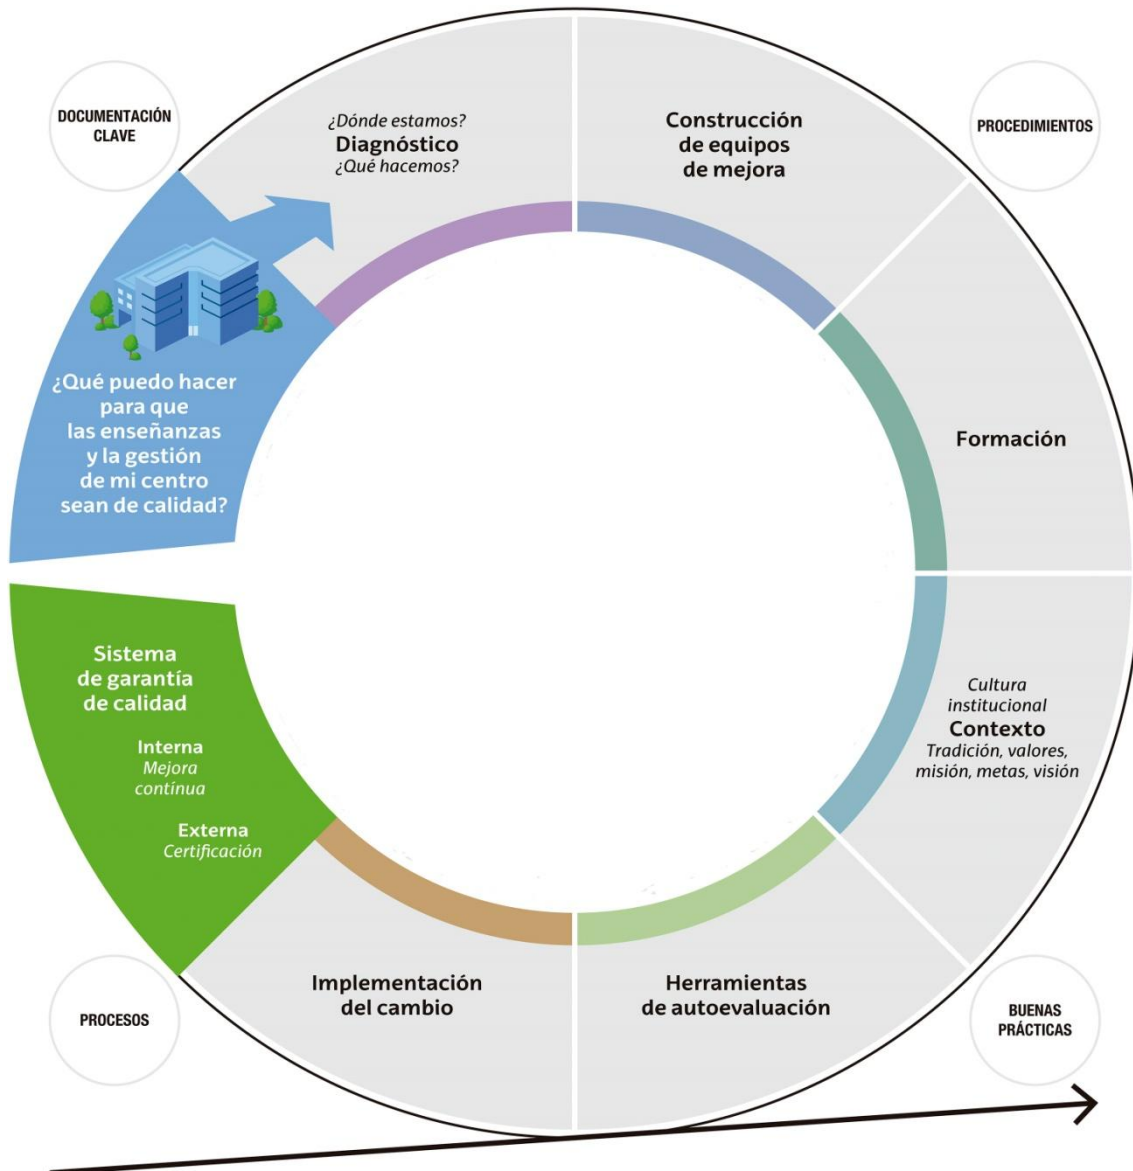 DOCUMENTACIÓN
CLAVE
¿Dónde estamos?
Diagnóstico
¿Qué hacemos?
Construcción
de equipos
de mejora
PROCEDIMIENTOS
¿Qué puedo hacer
para que
las enseñanzas
y la gestión
de mi centro
sean de calidad?
Formación
Sistema
de garantía
de calidad
Interna
Mejora
contínua
Externa
Certificación
Cultura
institucional
Contexto
Tradición, valores,
misión, metas, visión
Implementación
del cambio
Herramientas
de autoevaluación
PROCESOS
BUENAS
PRÁCTICAS